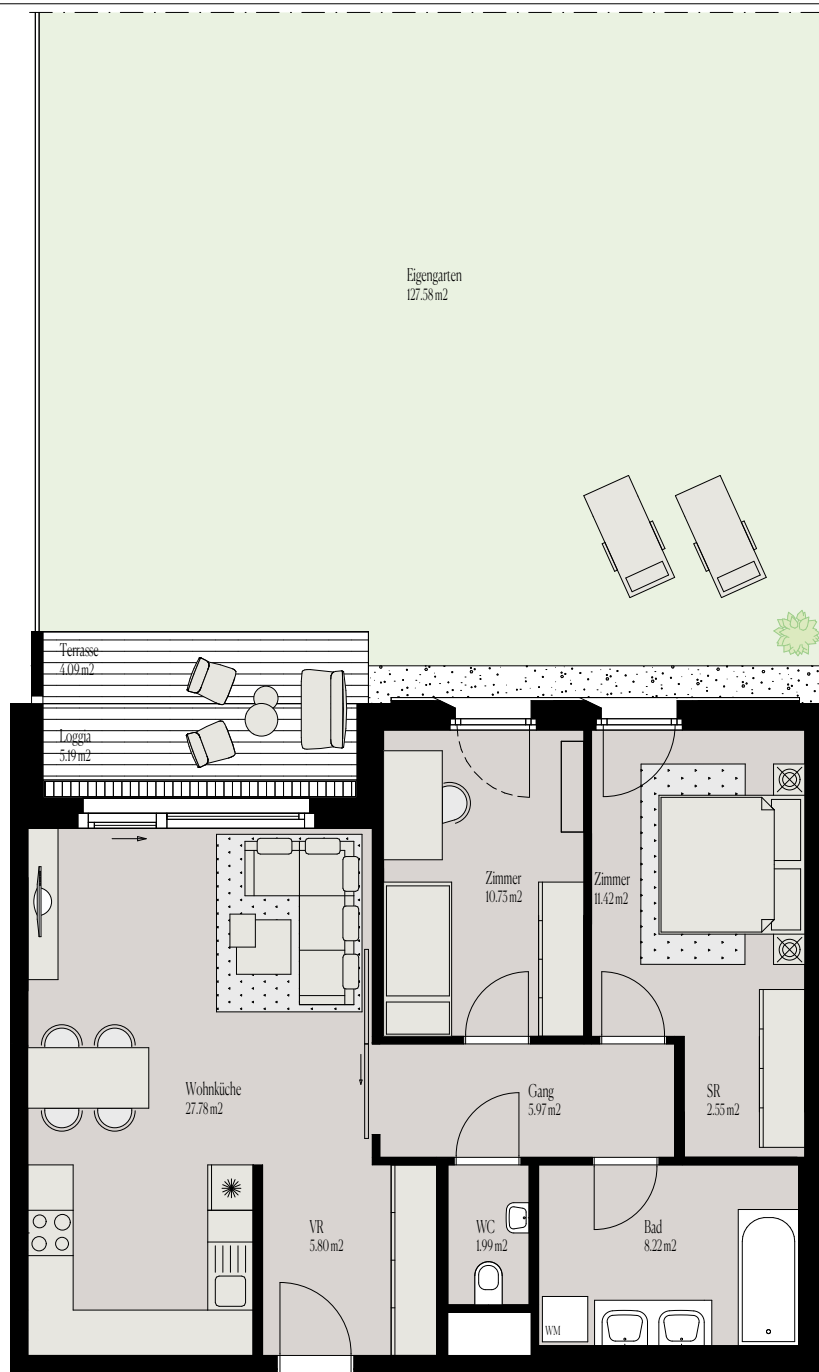 Eigengarten
127.58 m2
Terrasse
4.09 m2
Loggia
5.19 m2
Zimmer
10.73 m2
Zimmer
11.42 m2
Wohnküche
27.78 m2
Gang
5.97 m2
SR
2.55 m2
VR
5.80 m2
WC
1.99 m2
Bad
8.22 m2
WM